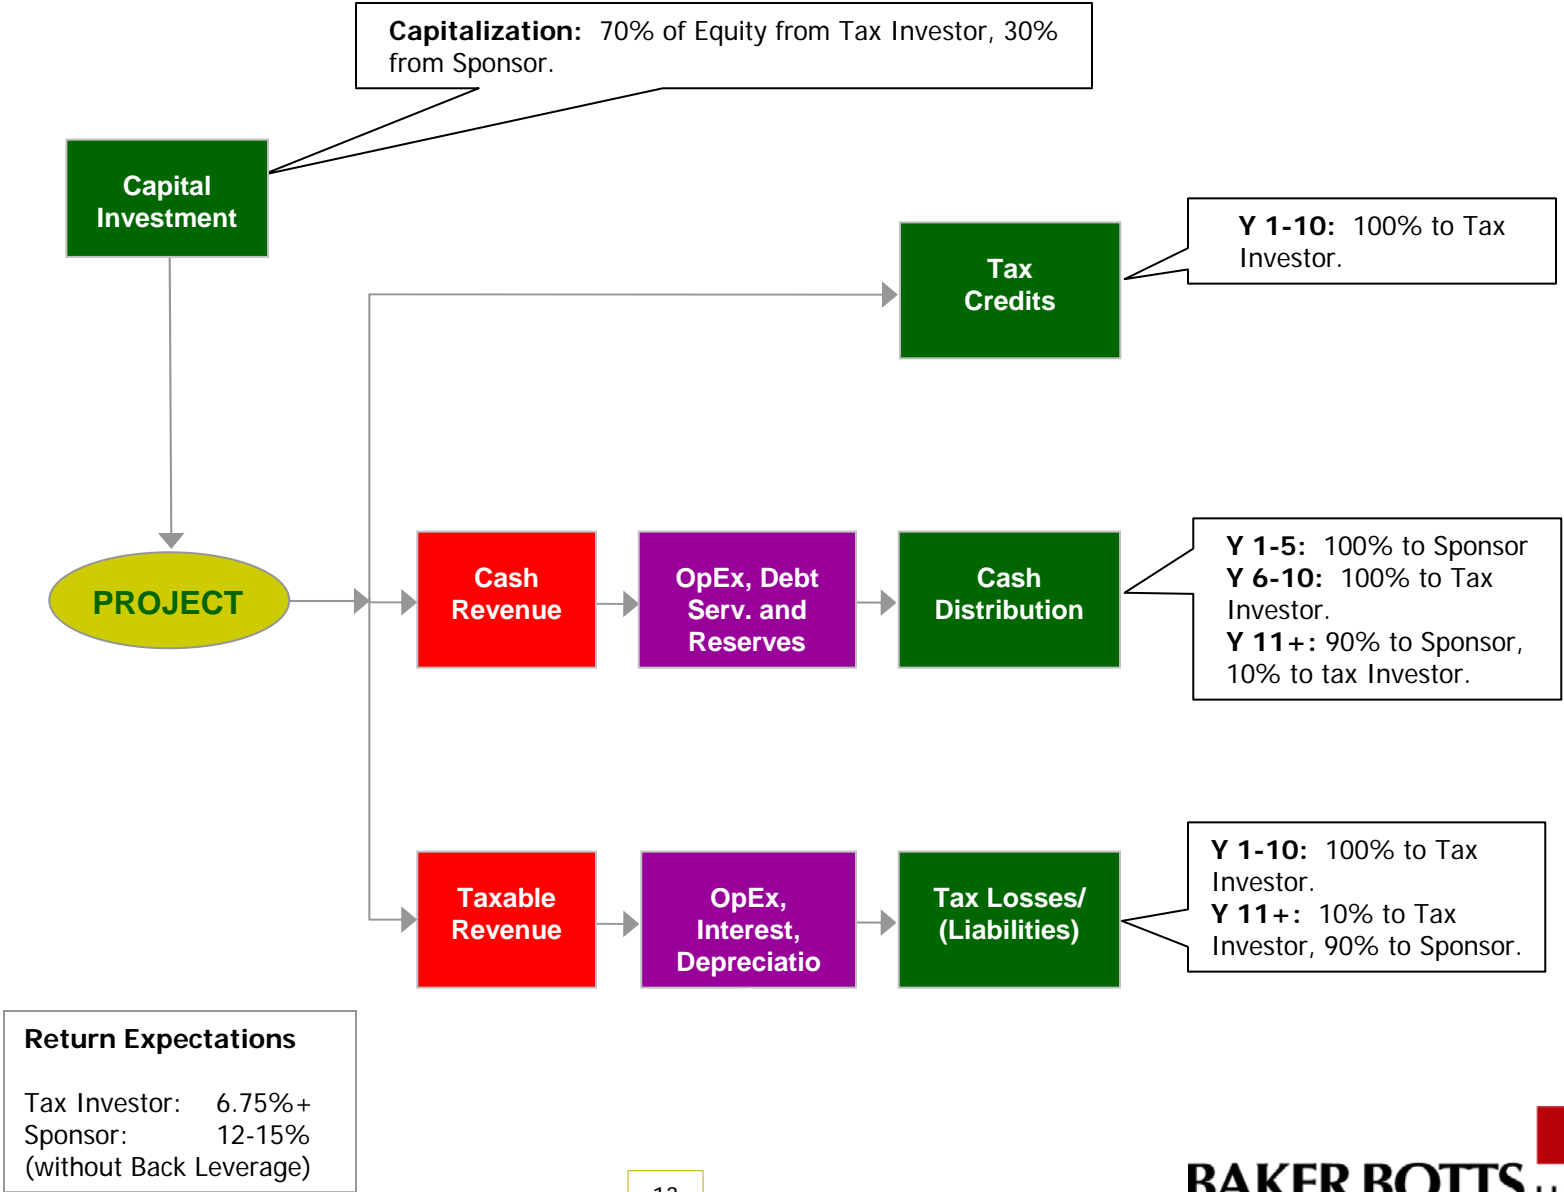 Capitalization: 70% of Equity from Tax Investor, 30%
from Sponsor.
Capital
Investment
Tax
Credits
Y 1-10: 100% to Tax
Investor.
PROJECT
Cash
Revenue
OpEx, Debt
Serv. and
Reserves
Cash
Distribution
Y 1-5: 100% to Sponsor
Y 6-10: 100% to Tax
Investor.
Y 11+: 90% to Sponsor,
10% to tax Investor.
Taxable
Revenue
OpEx,
Interest,
Depreciatio
Tax Losses/
(Liabilities)
Y 1-10: 100% to Tax
Investor.
Y 11+: 10% to Tax
Investor, 90% to Sponsor.
Return Expectations
Tax Investor: 6.75%+
Sponsor: 12-15%
(without Back Leverage)
BAKER BOTTS